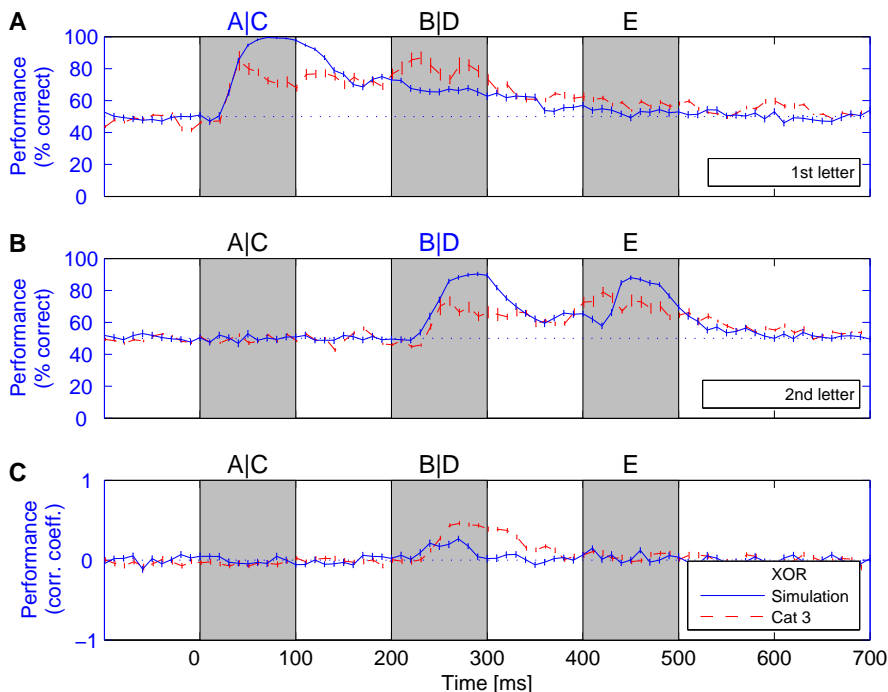 A
A|C B|D E
100
80
60
40
20
0
Performance
(% correct)
1st letter
B
A|C B|D E
100
80
60
40
20
0
Performance
(% correct)
2nd letter
C
A|C B|D E
1
0
−1
Performance
(corr. coeff.)
XOR
Simulation
Cat 3
0 100 200 300 400 500 600 700
Time [ms]